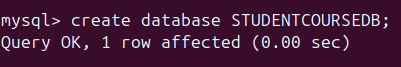 mysql> create database STUDENTCOURSEDB;
Query OK, 1 row affected (0.00 sec)